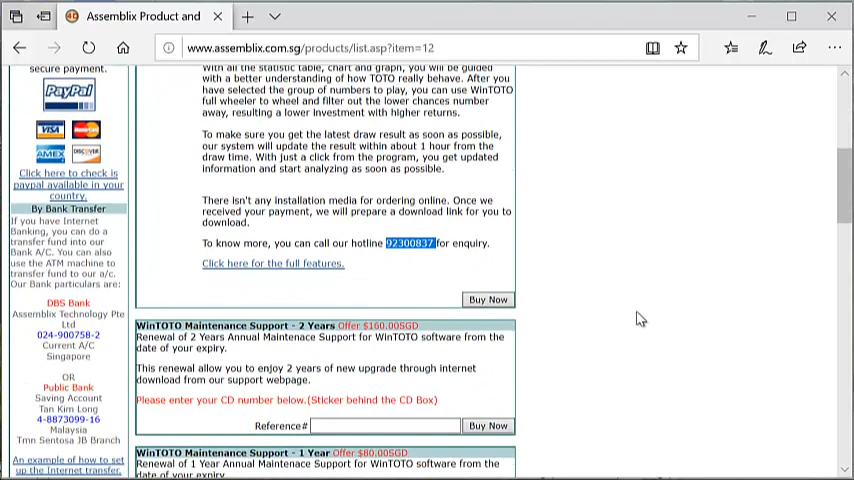 Assemblix Product and
www.assemblix.com.sg/products/list.asp?item=12
secure payment.
PayPal
VISA MasterCard
AMEX DISCOVER
Click here to check is
paypal available in your
country.
By Bank Transfer
If you have Internet
Banking, you can do a
transfer fund into our
Bank A/C. You can also
use the ATM machine to
transfer fund to our a/c.
Our Bank particulars are:
DBS Bank
Assemblix Technology Pte
Ltd
024-900758-2
Current A/C
Singapore
OR
Public Bank
Saving Account
Tan Kim Long
4-8873099-16
Malaysia
Tmn Sentosa JB Branch
An example of how to set
up the Internet transfer.
With all the statistic table, chart and graph, you will be guided
with a better understanding of how TOTO really behave. After you
have selected the group of numbers to play, you can use WinTOTO
full wheeler to wheel and filter out the lower chances number
away, resulting a lower investment with higher returns.
To make sure you get the latest draw result as soon as possible,
our system will update the result within about 1 hour from the
draw time. With just a click from the program, you get updated
information and start analyzing as soon as possible.
There isn't any installation media for ordering online. Once we
received your payment, we will prepare a download link for you to
download.
To know more, you can call our hotline 92300837 for enquiry.
Click here for the full features.
Buy Now
WinTOTO Maintenance Support - 2 Years Offer $160.00SGD
Renewal of 2 Years Annual Maintenace Support for WinTOTO software from the
date of your expiry.
This renewal allow you to enjoy 2 years of new upgrade through internet
download from our support webpage.
Please enter your CD number below.(Sticker behind the CD Box)
Reference# Buy Now
WinTOTO Maintenance Support - 1 Year Offer $80.00SGD
Renewal of 1 Year Annual Maintenace Support for WinTOTO software from the
date of your expiry